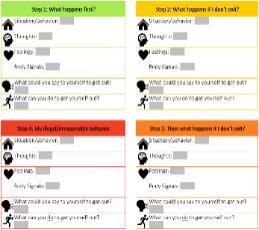 Step 1: What happens first?
Situation/behavior:
Thoughts:
Feelings:
Body Signals:
What could you say to yourself to get out?
What can you do to get yourself out?
Step 2: What happens if I don't exit?
Situation/Behavior:
Thoughts:
Feelings:
Body Signals:
What could you say to yourself to get out?
What can you do to get yourself out?
Step 4: My illegal/irresponsible behavior
Situation/Behavior:
Thoughts:
Feelings:
Body Signals:
What could you say to yourself to get out?
What can you do to get yourself out?
Step 3: Then what happens if I don't exit?
Situation/Behavior:
Thoughts:
Feelings:
Body Signals:
What could you say to yourself to get out?
What can you do to get yourself out?